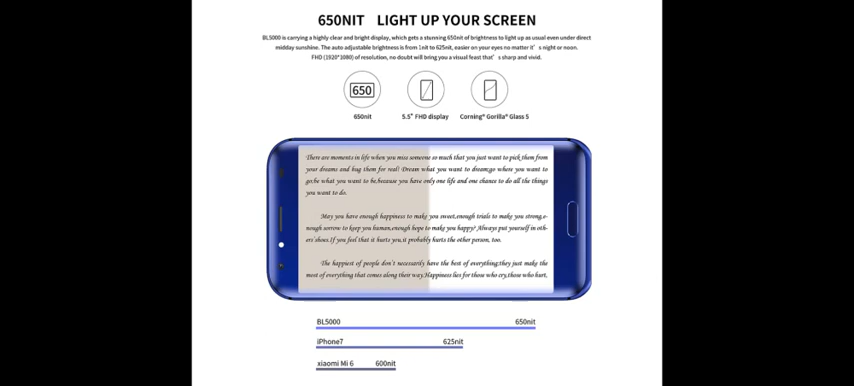 650NIT LIGHT UP YOUR SCREEN
BL5000 is carrying a highly clear and bright display, which gets a stunning 650nit of brightness to light up as usual even under direct
midday sunshine. The auto adjustable brightness is from 1nit to 625nit, easier on your eyes no matter it's night or noon.
FHD (1920*1080) of resolution, no doubt will bring you a visual feast that's sharp and vivid.
650
650nit
5.5" FHD display
Corning® Gorilla® Glass 5
There are moments in life when you miss someone so much that you just want to pick them from
your dreams and hug them for real! Dream what you want to dream;go where you want to
go;be what you want to be,because you have only one life and one chance to do all the things
you want to do.
May you have enough happiness to make you sweet,enough trials to make you strong,e-
nough sorrow to keep you human,enough hope to make you happy? Always put yourself in oth-
ers'shoes.If you feel that it hurts you,it probably hurts the other person, too.
The happiest of people don't necessarily have the best of everything;they just make the
most of everything that comes along their way.Happiness lies for those who cry,those who hurt,
BL5000 650nit
iPhone7 625nit
xiaomi Mi 6 600nit